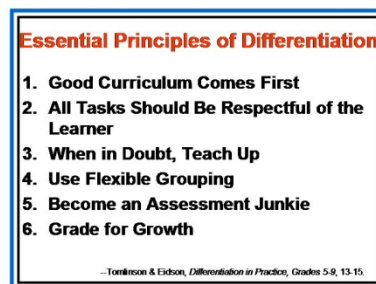 Essential Principles of Differentiation
1. Good Curriculum Comes First
2. All Tasks Should Be Respectful of the
Learner
3. When in Doubt, Teach Up
4. Use Flexible Grouping
5. Become an Assessment Junkie
6. Grade for Growth
--Tomlinson & Eidson, Differentiation in Practice, Grades 5-9, 13-15.